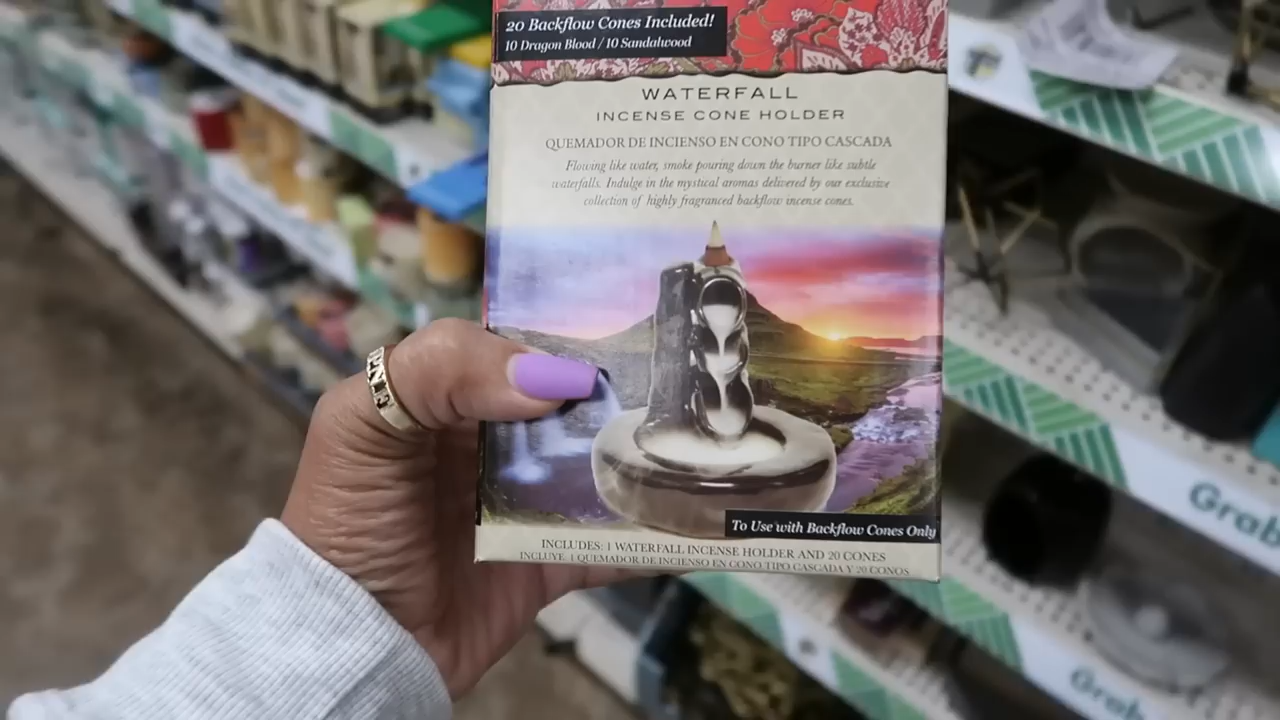 20 Backflow Cones Included!
10 Dragon Blood / 10 Sandalwood
WATERFALL
INCENSE CONE HOLDER
QUEMADOR DE INCIENSO EN CONO TIPO CASCADA
Flowing like water, smoke pouring down the burner like subtle
waterfalls. Indulge in the mystical aromas delivered by our exclusive
collection of highly fragranced backflow incense cones.
To Use with Backflow Cones Only
INCLUDES: 1 WATERFALL INCENSE HOLDER AND 20 CONES
INCLUYE: 1 QUEMADOR DE INCIENSO EN CONO TIPO CASCADA Y 20 CONOS
Grab
Grab